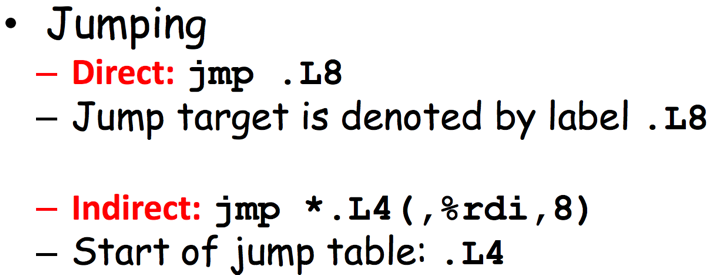 • Jumping
– Direct: jmp .L8
– Jump target is denoted by label .L8
– Indirect: jmp *.L4(,%rdi,8)
– Start of jump table: .L4